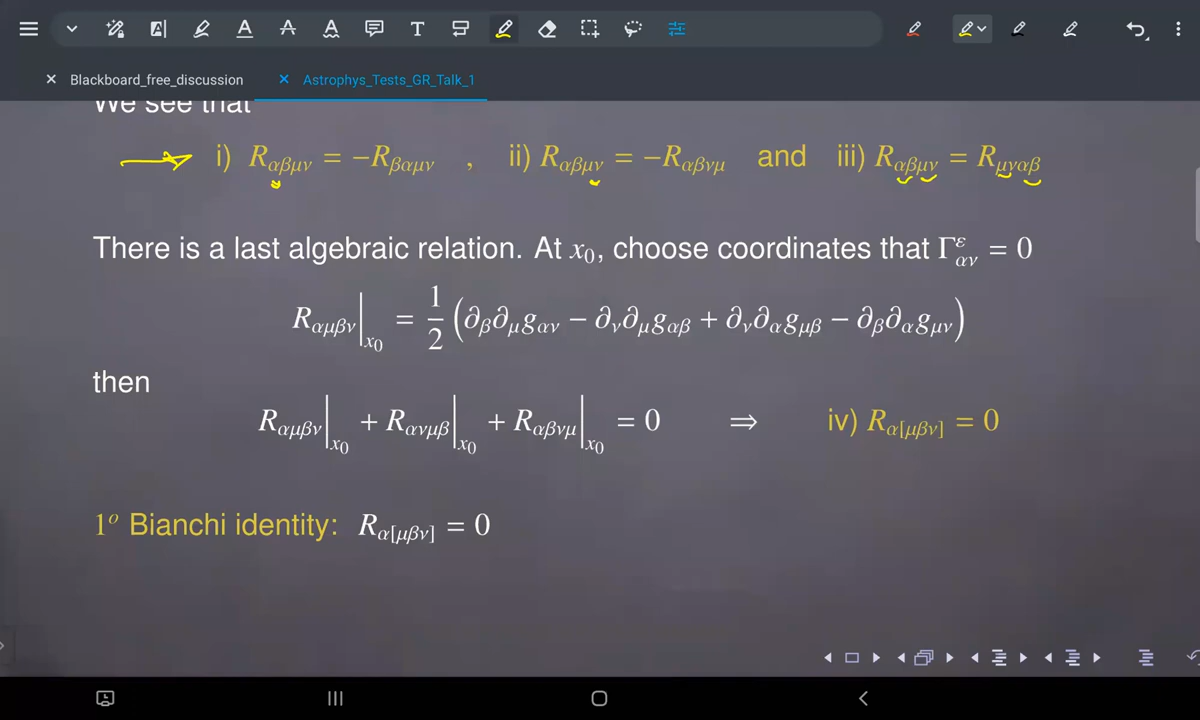 Blackboard_free_discussion Astrophys_Tests_GR_Talk_1
We see that
i) R_{αβμν} = −R_{βαμν} , ii) R_{αβμν} = −R_{αβνμ} and iii) R_{αβμν} = R_{μναβ}
There is a last algebraic relation. At x₀, choose coordinates that Γ^ε_{αν} = 0
R_{αμβν}|_{x₀} = 1/2 (∂_β∂_μ g_{αν} − ∂_ν∂_μ g_{αβ} + ∂_ν∂_α g_{μβ} − ∂_β∂_α g_{μν})
then
R_{αμβν}|_{x₀} + R_{ανμβ}|_{x₀} + R_{αβνμ}|_{x₀} = 0 ⇒ iv) R_{α[μβν]} = 0
1º Bianchi identity: R_{α[μβν]} = 0